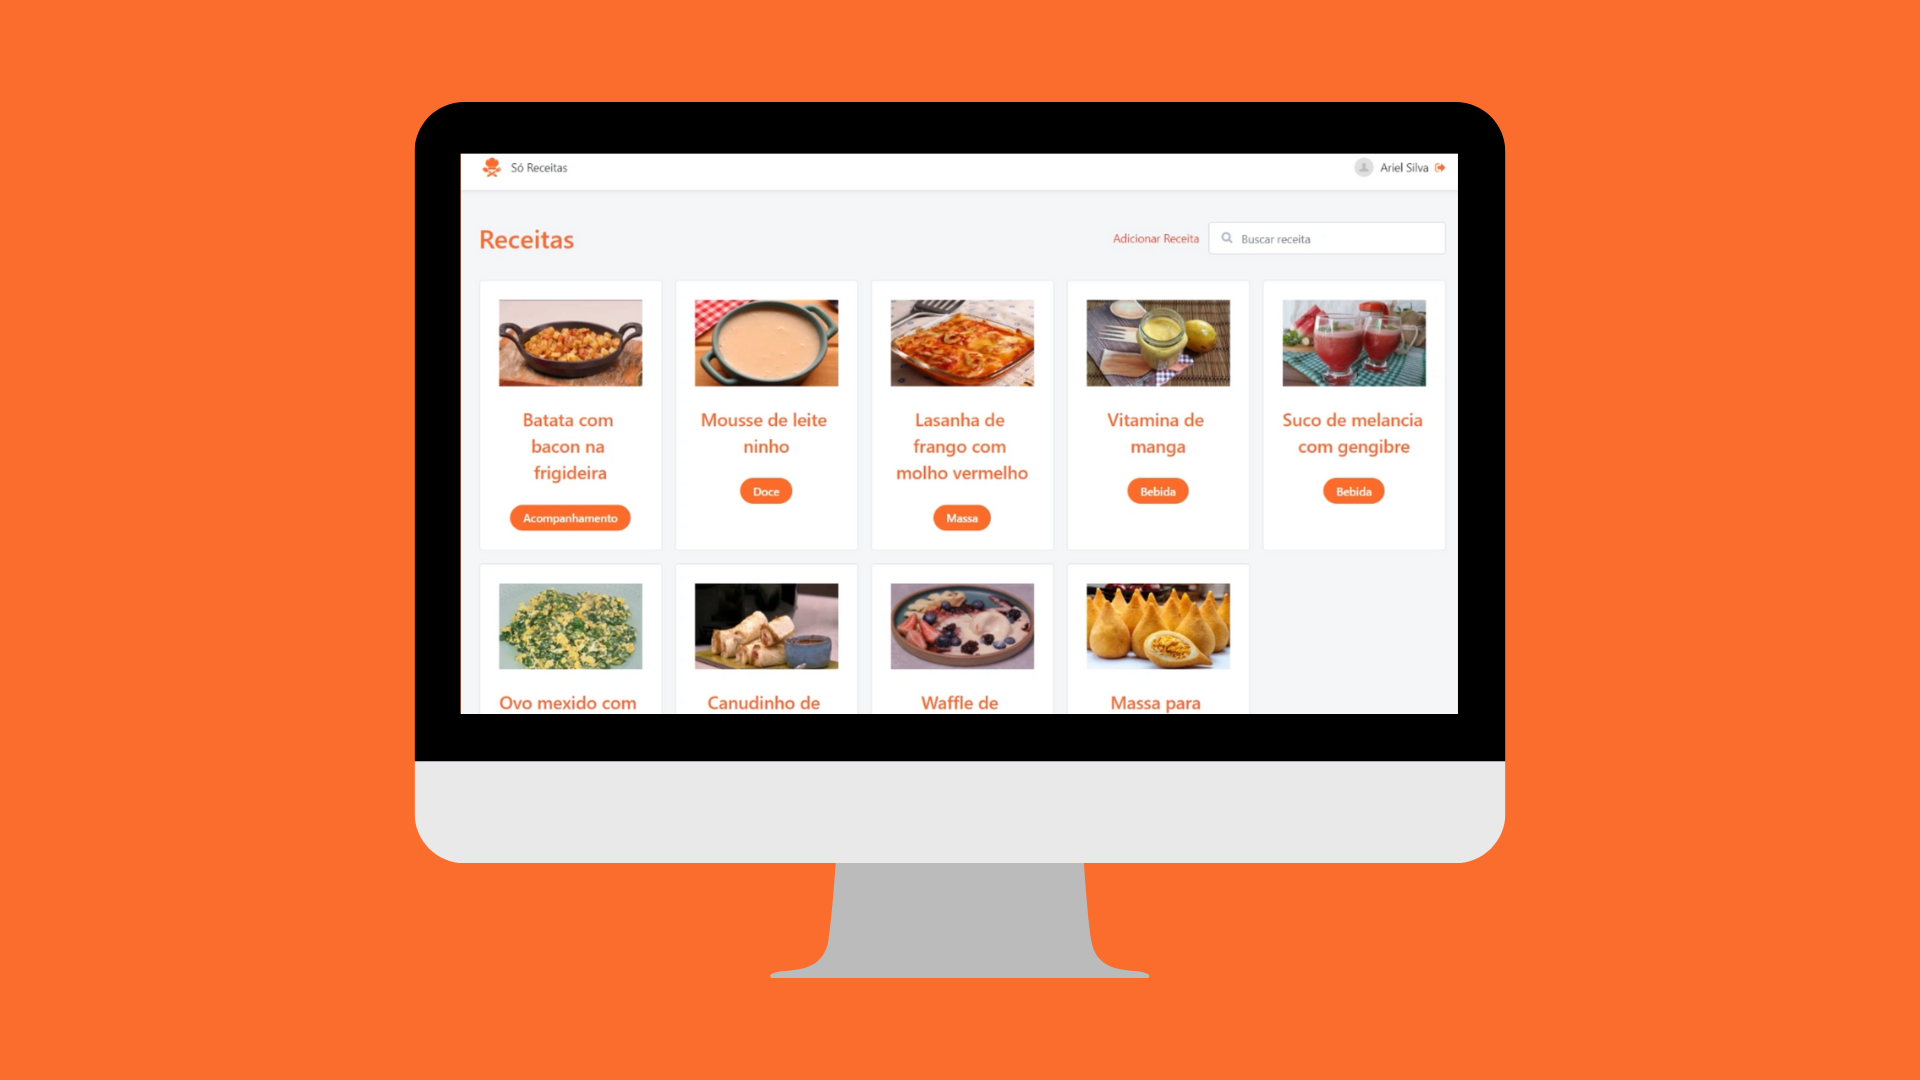 Só Receitas
Ariel Silva
Receitas
Adicionar Receita
Buscar receita
Batata com
bacon na
frigideira
Acompanhamento
Mousse de leite
ninho
Doce
Lasanha de
frango com
molho vermelho
Massa
Vitamina de
manga
Bebida
Suco de melancia
com gengibre
Bebida
Ovo mexido com
Canudinho de
Waffle de
Massa para